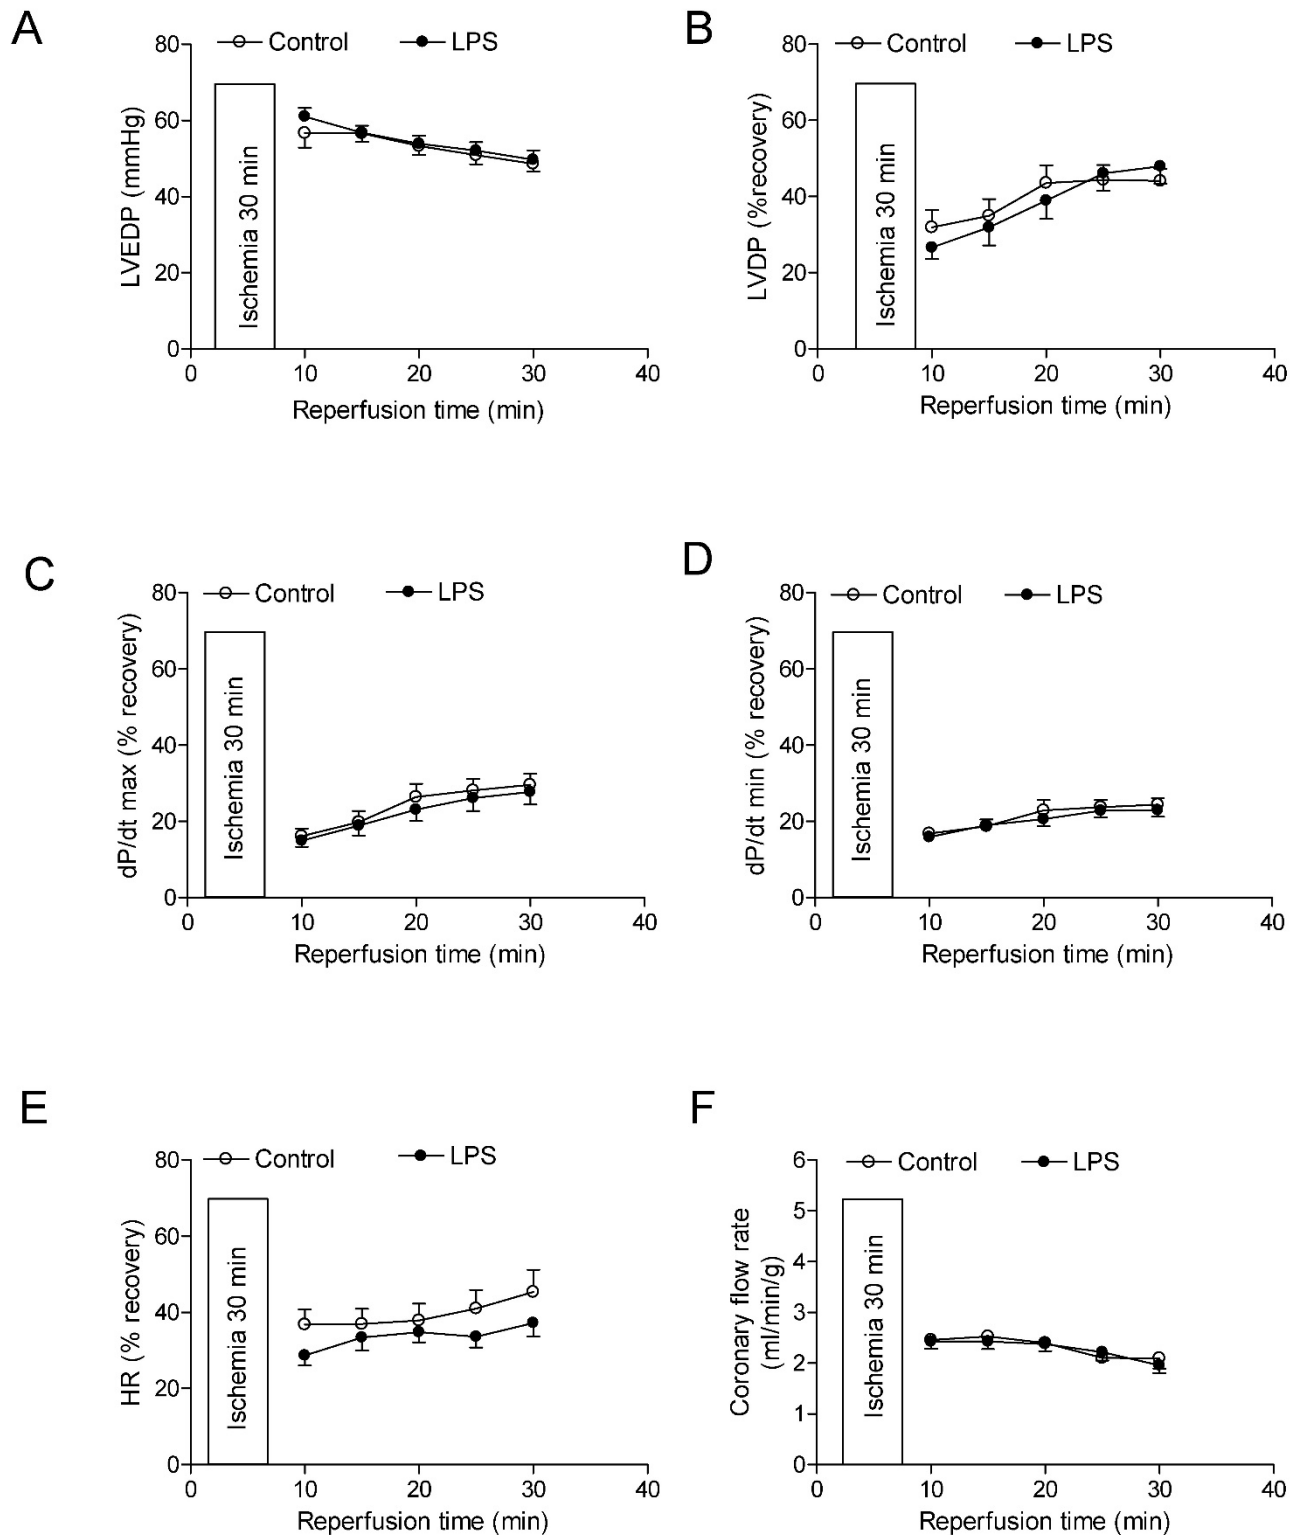 A
Control LPS
LVEDP (mmHg)
80
60
40
20
0
Ischemia 30 min
0 10 20 30 40
Reperfusion time (min)
B
Control LPS
LVDP (%recovery)
80
60
40
20
0
Ischemia 30 min
0 10 20 30 40
Reperfusion time (min)
C
Control LPS
dP/dt max (% recovery)
80
60
40
20
0
Ischemia 30 min
0 10 20 30 40
Reperfusion time (min)
D
Control LPS
dP/dt min (% recovery)
80
60
40
20
0
Ischemia 30 min
0 10 20 30 40
Reperfusion time (min)
E
Control LPS
HR (% recovery)
80
60
40
20
0
Ischemia 30 min
0 10 20 30 40
Reperfusion time (min)
F
Control LPS
Coronary flow rate
(ml/min/g)
6
5
4
3
2
1
0
Ischemia 30 min
0 10 20 30 40
Reperfusion time (min)